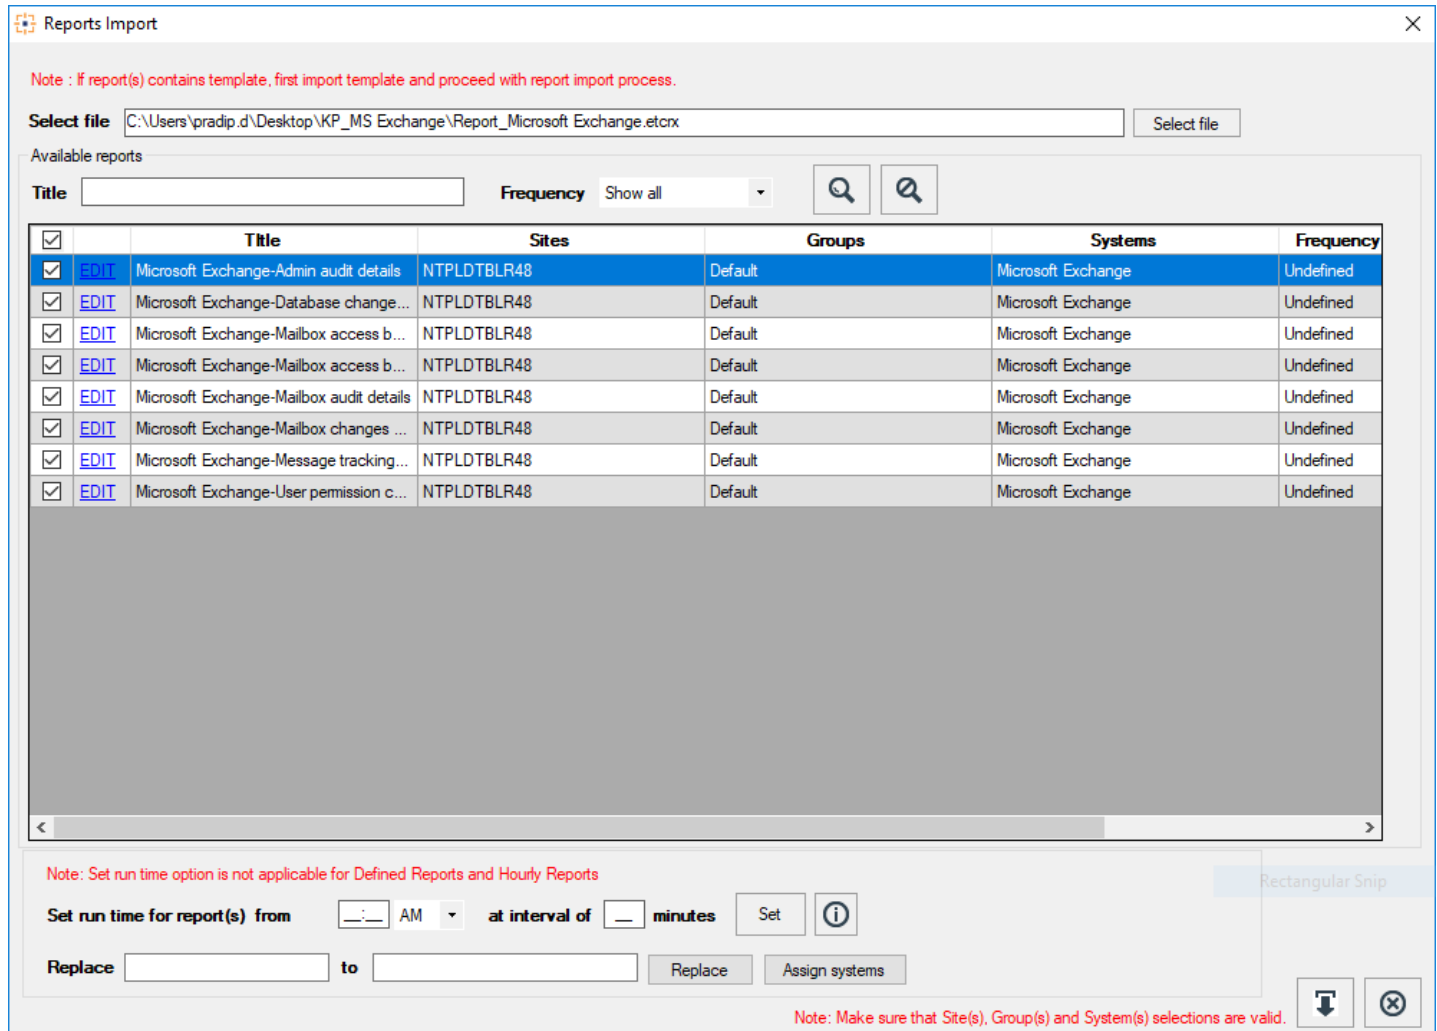 Reports Import
Note : If report(s) contains template, first import template and proceed with report import process.
Select file C:\Users\pradip.d\Desktop\KP_MS Exchange\Report_Microsoft Exchange.etcrx Select file
Available reports
Title Frequency Show all
Title Sites Groups Systems Frequency
EDIT Microsoft Exchange-Admin audit details NTPLDTBLR48 Default Microsoft Exchange Undefined
EDIT Microsoft Exchange-Database change... NTPLDTBLR48 Default Microsoft Exchange Undefined
EDIT Microsoft Exchange-Mailbox access b... NTPLDTBLR48 Default Microsoft Exchange Undefined
EDIT Microsoft Exchange-Mailbox access b... NTPLDTBLR48 Default Microsoft Exchange Undefined
EDIT Microsoft Exchange-Mailbox audit details NTPLDTBLR48 Default Microsoft Exchange Undefined
EDIT Microsoft Exchange-Mailbox changes ... NTPLDTBLR48 Default Microsoft Exchange Undefined
EDIT Microsoft Exchange-Message tracking... NTPLDTBLR48 Default Microsoft Exchange Undefined
EDIT Microsoft Exchange-User permission c... NTPLDTBLR48 Default Microsoft Exchange Undefined
Note: Set run time option is not applicable for Defined Reports and Hourly Reports
Rectangular Snip
Set run time for report(s) from __:__ AM at interval of __ minutes Set
Replace to Replace Assign systems
Note: Make sure that Site(s), Group(s) and System(s) selections are valid.